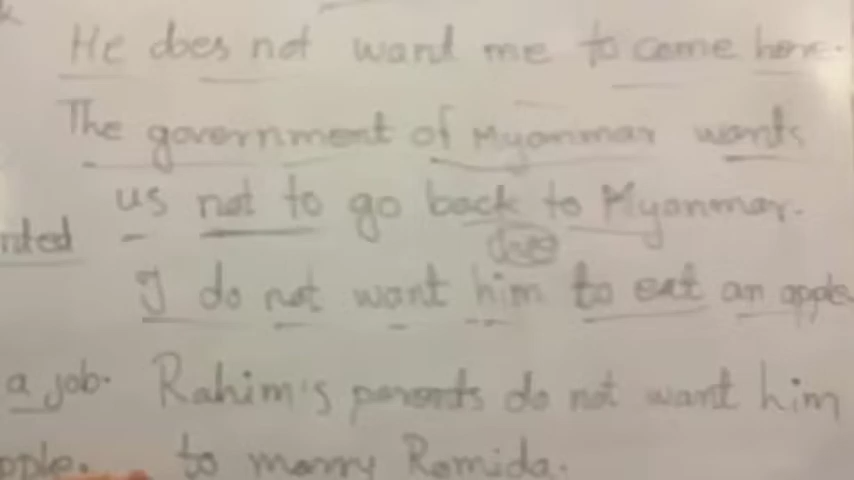 He does not want me to come here.
The government of Myanmar wants
us not to go back to Myanmar.
nted
I do not want him to eat an apple
a job. Rahim's parents do not want him
pple. to marry Romida.